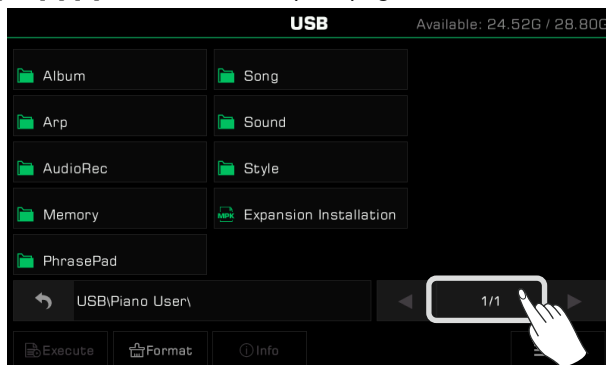 USB
Available: 24.52G / 28.80G
Album
Song
Arp
Sound
AudioRec
Style
Memory
MPK
Expansion Installation
PhrasePad
USB\Piano User\
1/1
Execute
Format
Info